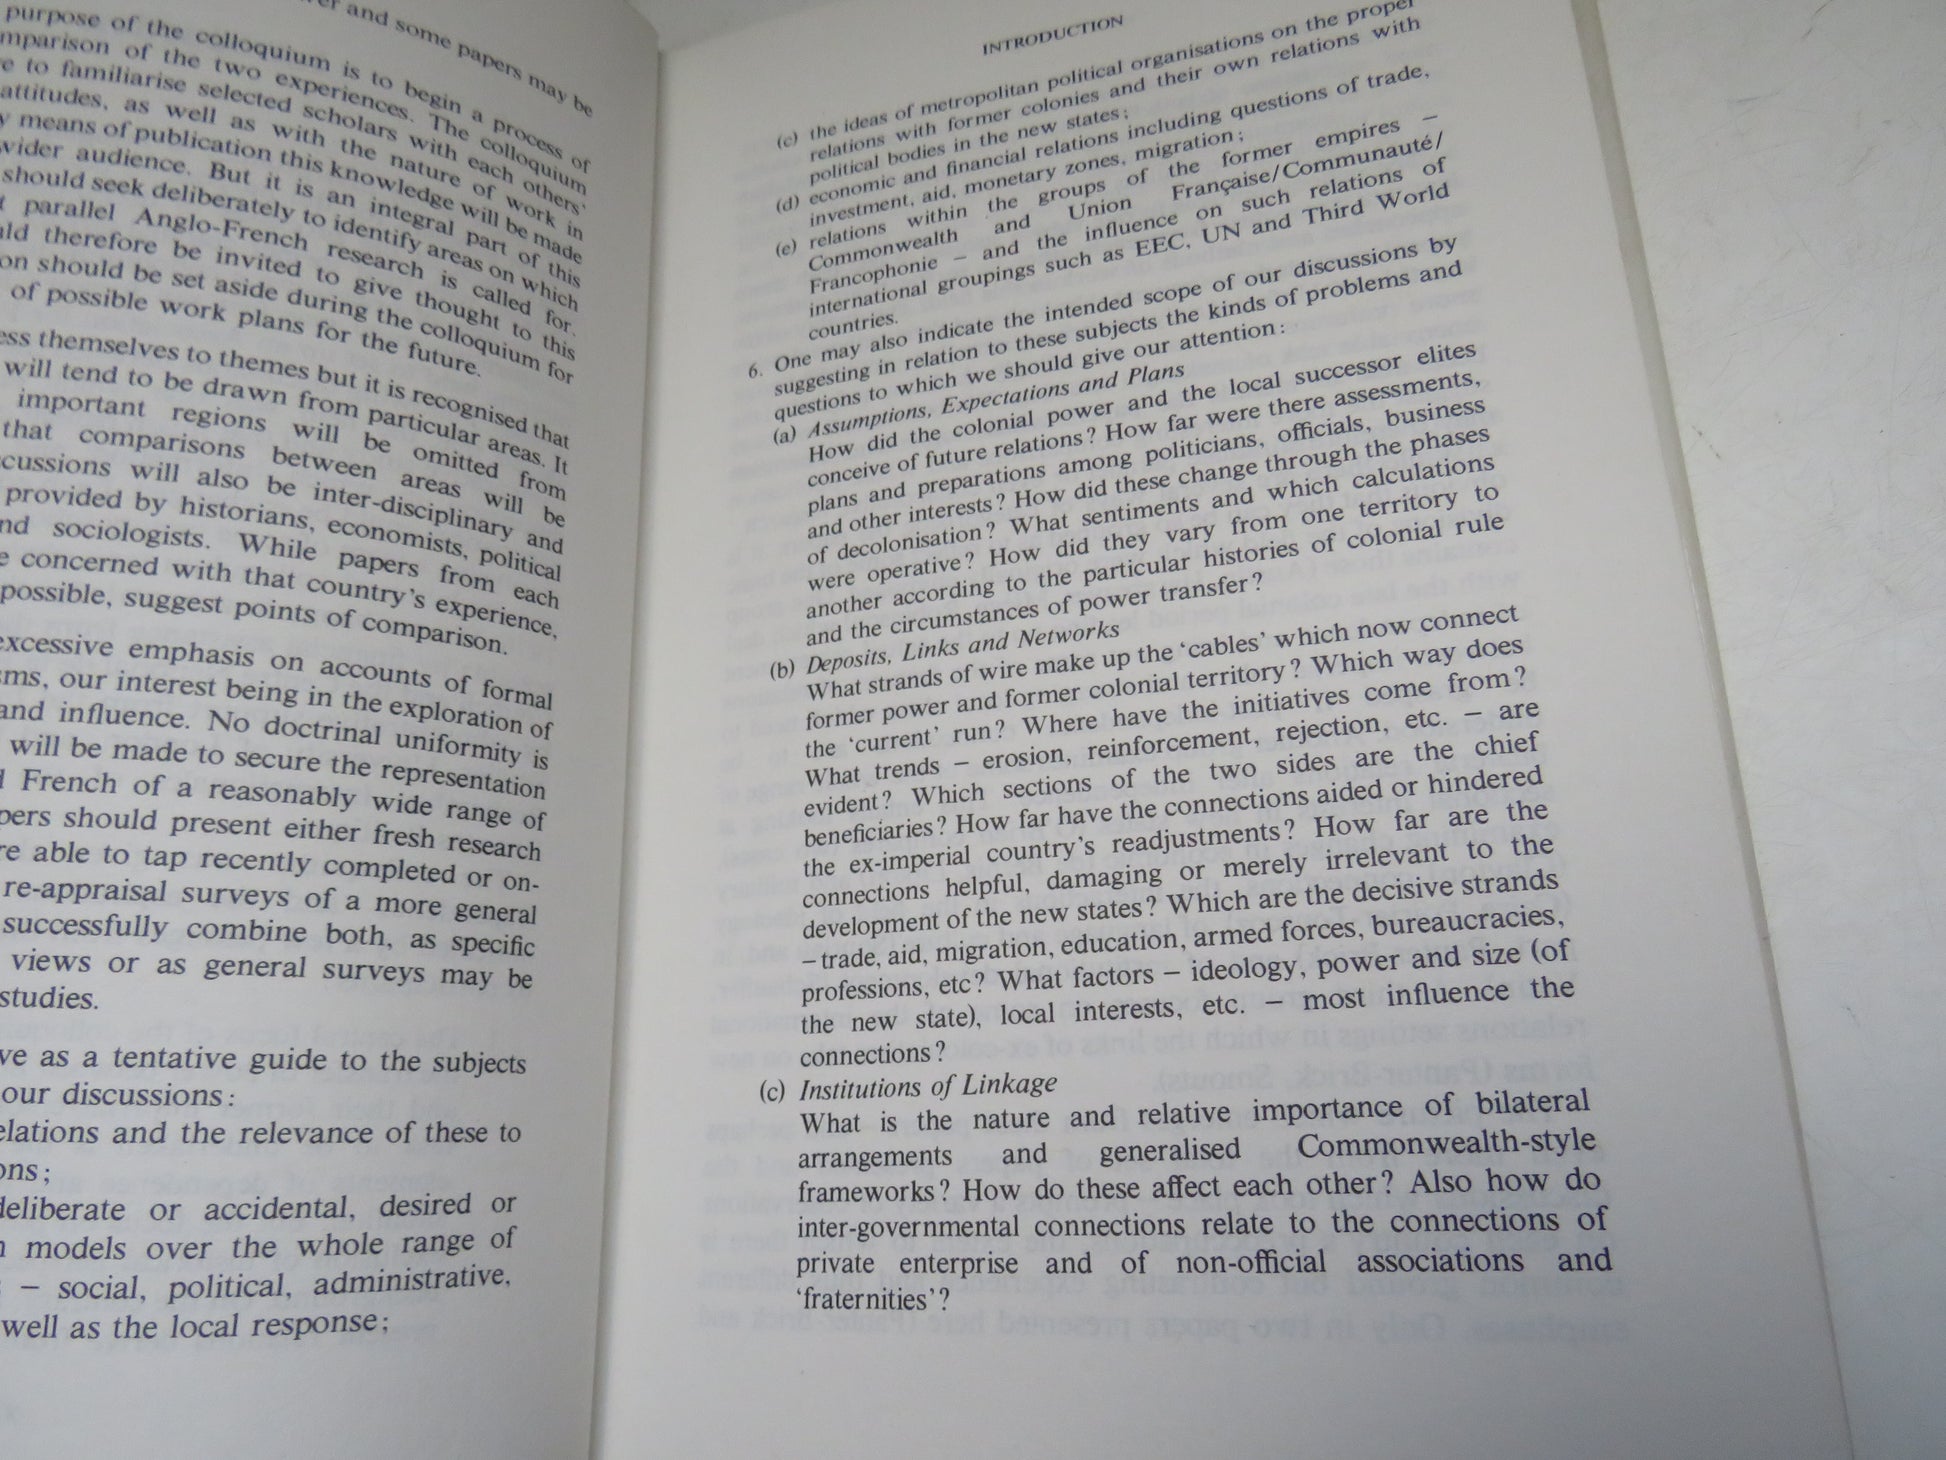 er and some papers may be
purpose of the colloquium is to begin a process of
mparison of the two experiences. The colloquium
e to familiarise selected scholars with each others'
attitudes, as well as with the nature of work in
y means of publication this knowledge will be made
wider audience. But it is an integral part of this
should seek deliberately to identify areas on which
t parallel Anglo-French research is called for.
ld therefore be invited to give thought to this
on should be set aside during the colloquium for
of possible work plans for the future.
ess themselves to themes but it is recognised that
will tend to be drawn from particular areas. It
important regions will be omitted from
that comparisons between areas will be
cussions will also be inter-disciplinary and
provided by historians, economists, political
nd sociologists. While papers from each
e concerned with that country's experience,
possible, suggest points of comparison.
excessive emphasis on accounts of formal
ms, our interest being in the exploration of
and influence. No doctrinal uniformity is
will be made to secure the representation
d French of a reasonably wide range of
pers should present either fresh research
re able to tap recently completed or on-
re-appraisal surveys of a more general
successfully combine both, as specific
views or as general surveys may be
studies.
ve as a tentative guide to the subjects
our discussions:
elations and the relevance of these to
ons;
deliberate or accidental, desired or
n models over the whole range of
– social, political, administrative,
well as the local response;
INTRODUCTION
(c) the ideas of metropolitan political organisations on the proper
relations with former colonies and their own relations with
political bodies in the new states;
(d) economic and financial relations including questions of trade,
investment, aid, monetary zones, migration;
(e) relations within the groups of the former empires –
Commonwealth and Union Française/Communauté/
Francophonie – and the influence on such relations of
international groupings such as EEC, UN and Third World
countries.
6. One may also indicate the intended scope of our discussions by
suggesting in relation to these subjects the kinds of problems and
questions to which we should give our attention:
(a) Assumptions, Expectations and Plans
How did the colonial power and the local successor elites
conceive of future relations? How far were there assessments,
plans and preparations among politicians, officials, business
and other interests? How did these change through the phases
of decolonisation? What sentiments and which calculations
were operative? How did they vary from one territory to
another according to the particular histories of colonial rule
and the circumstances of power transfer?
(b) Deposits, Links and Networks
What strands of wire make up the 'cables' which now connect
former power and former colonial territory? Which way does
the 'current' run? Where have the initiatives come from?
What trends – erosion, reinforcement, rejection, etc. – are
evident? Which sections of the two sides are the chief
beneficiaries? How far have the connections aided or hindered
the ex-imperial country's readjustments? How far are the
connections helpful, damaging or merely irrelevant to the
development of the new states? Which are the decisive strands
– trade, aid, migration, education, armed forces, bureaucracies,
professions, etc? What factors – ideology, power and size (of
the new state), local interests, etc. – most influence the
connections?
(c) Institutions of Linkage
What is the nature and relative importance of bilateral
arrangements and generalised Commonwealth-style
frameworks? How do these affect each other? Also how do
inter-governmental connections relate to the connections of
private enterprise and of non-official associations and
'fraternities'?